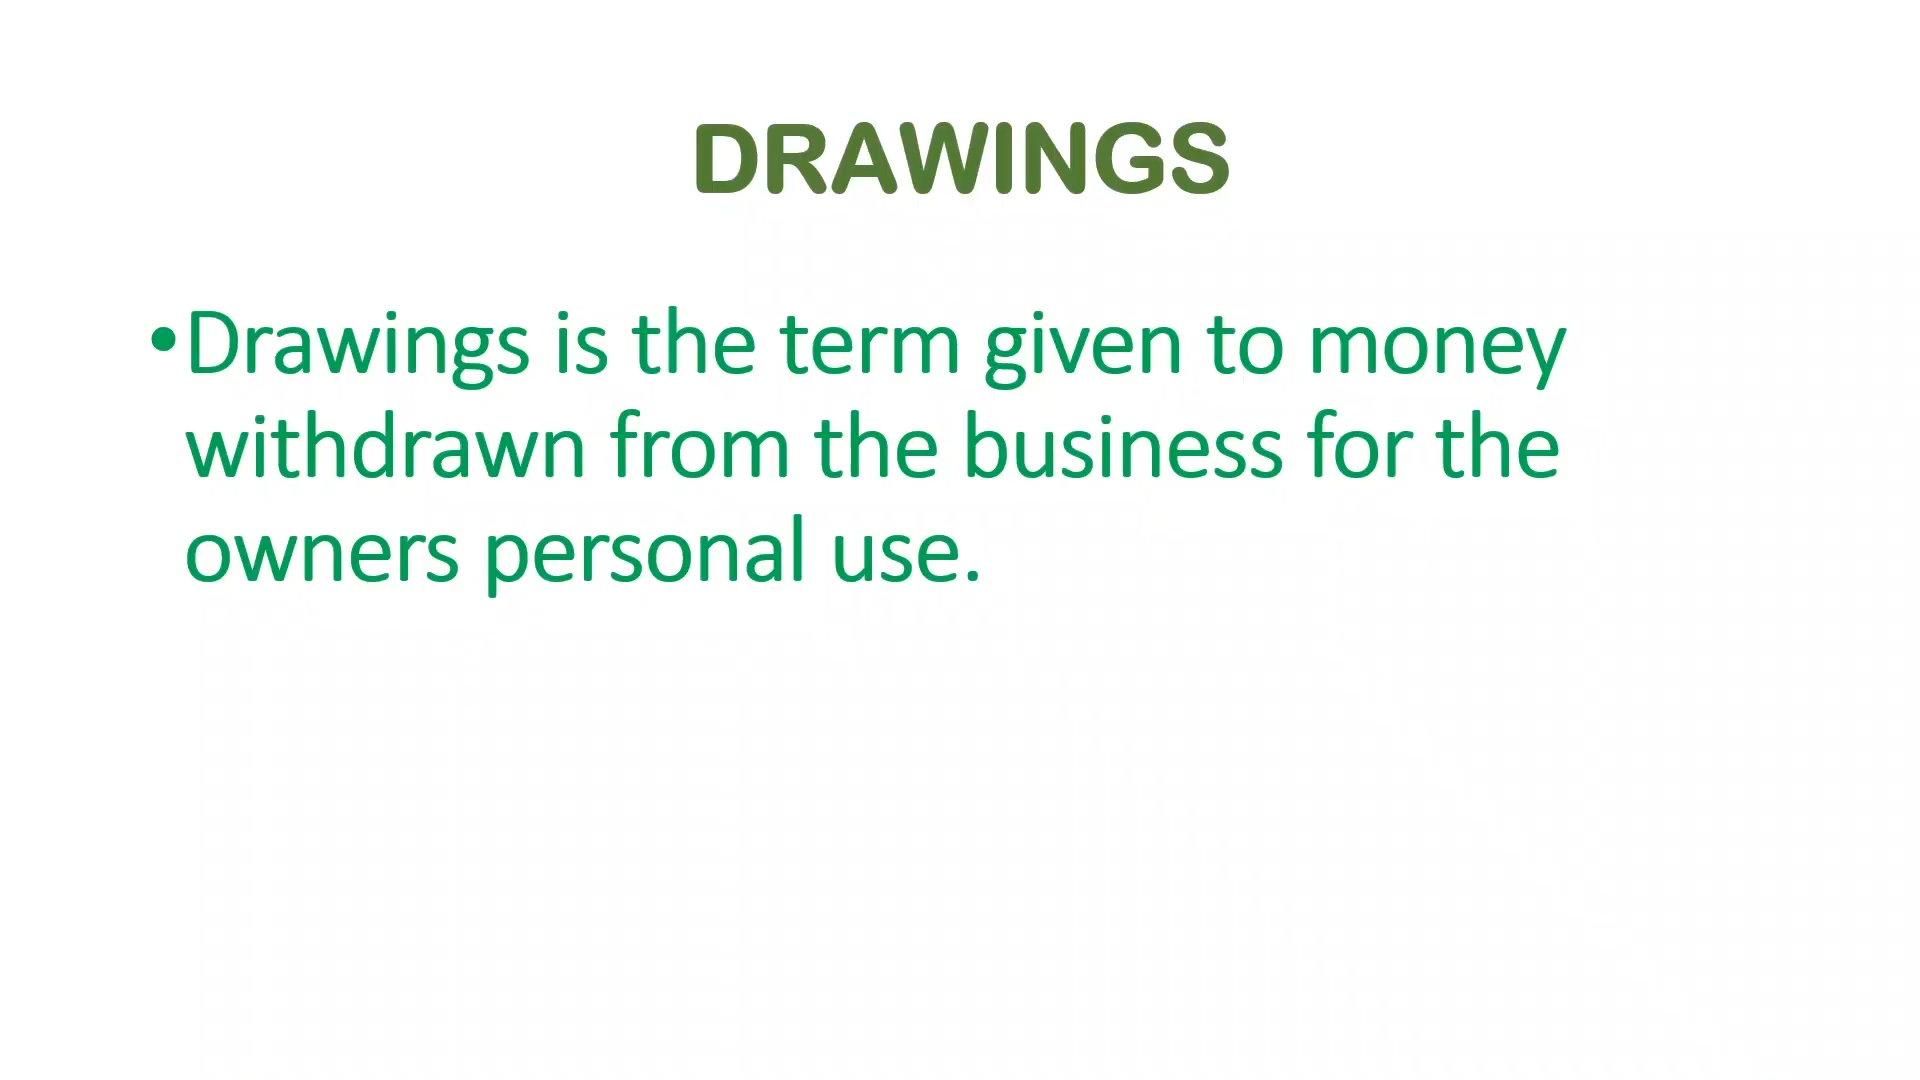 DRAWINGS
•Drawings is the term given to money
withdrawn from the business for the
owners personal use.